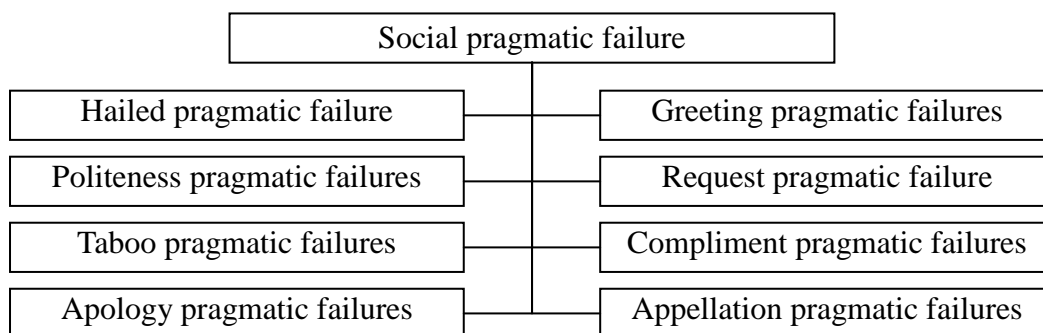 Social pragmatic failure
Hailed pragmatic failure
Greeting pragmatic failures
Politeness pragmatic failures
Request pragmatic failure
Taboo pragmatic failures
Compliment pragmatic failures
Apology pragmatic failures
Appellation pragmatic failures